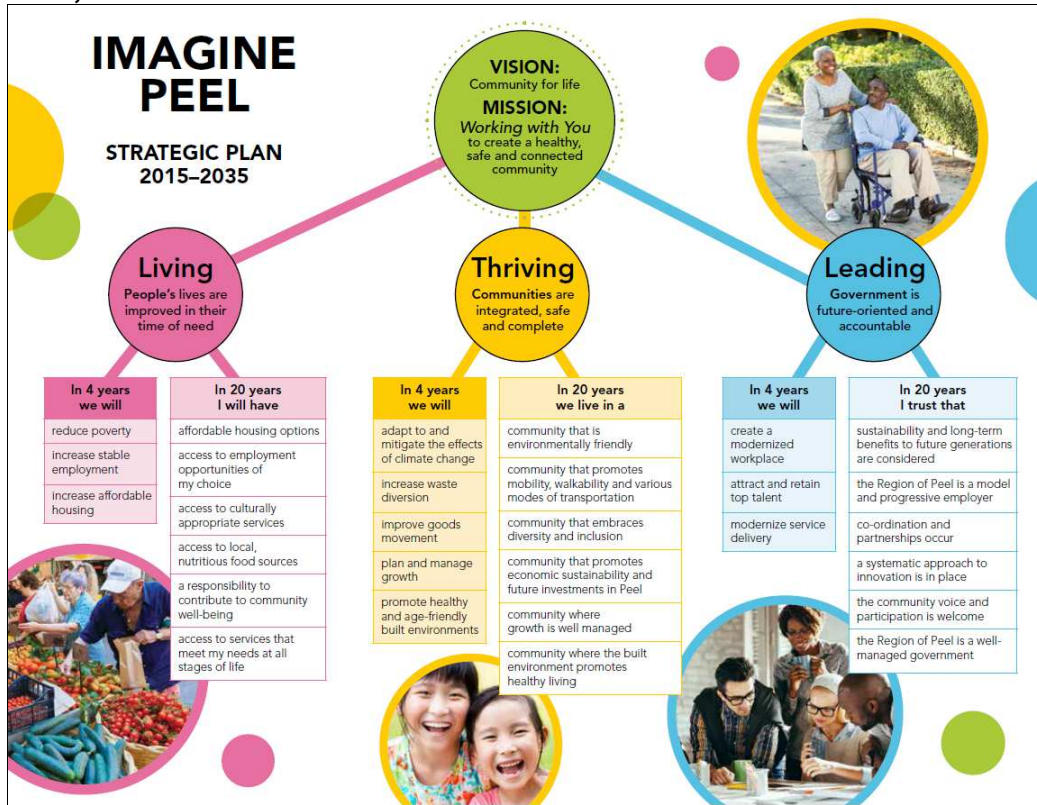 IMAGINE
PEEL
STRATEGIC PLAN
2015–2035
VISION:
Community for life
MISSION:
Working with You
to create a healthy,
safe and connected
community
Living
People's lives are
improved in their
time of need
In 4 years
we will
reduce poverty
increase stable
employment
increase affordable
housing
In 20 years
I will have
affordable housing options
access to employment
opportunities of
my choice
access to culturally
appropriate services
access to local,
nutritious food sources
a responsibility to
contribute to community
well-being
access to services that
meet my needs at all
stages of life
Thriving
Communities are
integrated, safe
and complete
In 4 years
we will
adapt to and
mitigate the effects
of climate change
increase waste
diversion
improve goods
movement
plan and manage
growth
promote healthy
and age-friendly
built environments
In 20 years
we live in a
community that is
environmentally friendly
community that promotes
mobility, walkability and various
modes of transportation
community that embraces
diversity and inclusion
community that promotes
economic sustainability and
future investments in Peel
community where
growth is well managed
community where the built
environment promotes
healthy living
Leading
Government is
future-oriented and
accountable
In 4 years
we will
create a
modernized
workplace
attract and retain
top talent
modernize service
delivery
In 20 years
I trust that
sustainability and long-term
benefits to future generations
are considered
the Region of Peel is a model
and progressive employer
co-ordination and
partnerships occur
a systematic approach to
innovation is in place
the community voice and
participation is welcome
the Region of Peel is a well-
managed government